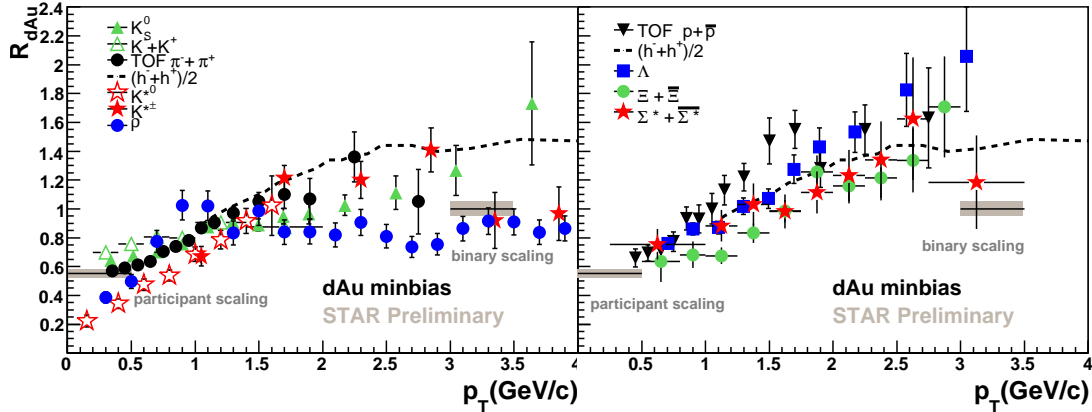 R_dAu
2.4
2.2
2
1.8
1.6
1.4
1.2
1
0.8
0.6
0.4
0.2
K⁰_S
K⁻+K⁺
TOF π⁻+ π⁺
(h⁻+h⁺)/2
K*⁰
K*±
ρ
participant scaling
binary scaling
dAu minbias
STAR Preliminary
0 0.5 1 1.5 2 2.5 3 3.5 4
p_T(GeV/c)
TOF p+p̅
(h⁻+h⁺)/2
Λ
Ξ + Ξ̅
Σ* + Σ̅*
binary scaling
participant scaling
dAu minbias
STAR Preliminary
0.5 1 1.5 2 2.5 3 3.5 4
p_T(GeV/c)